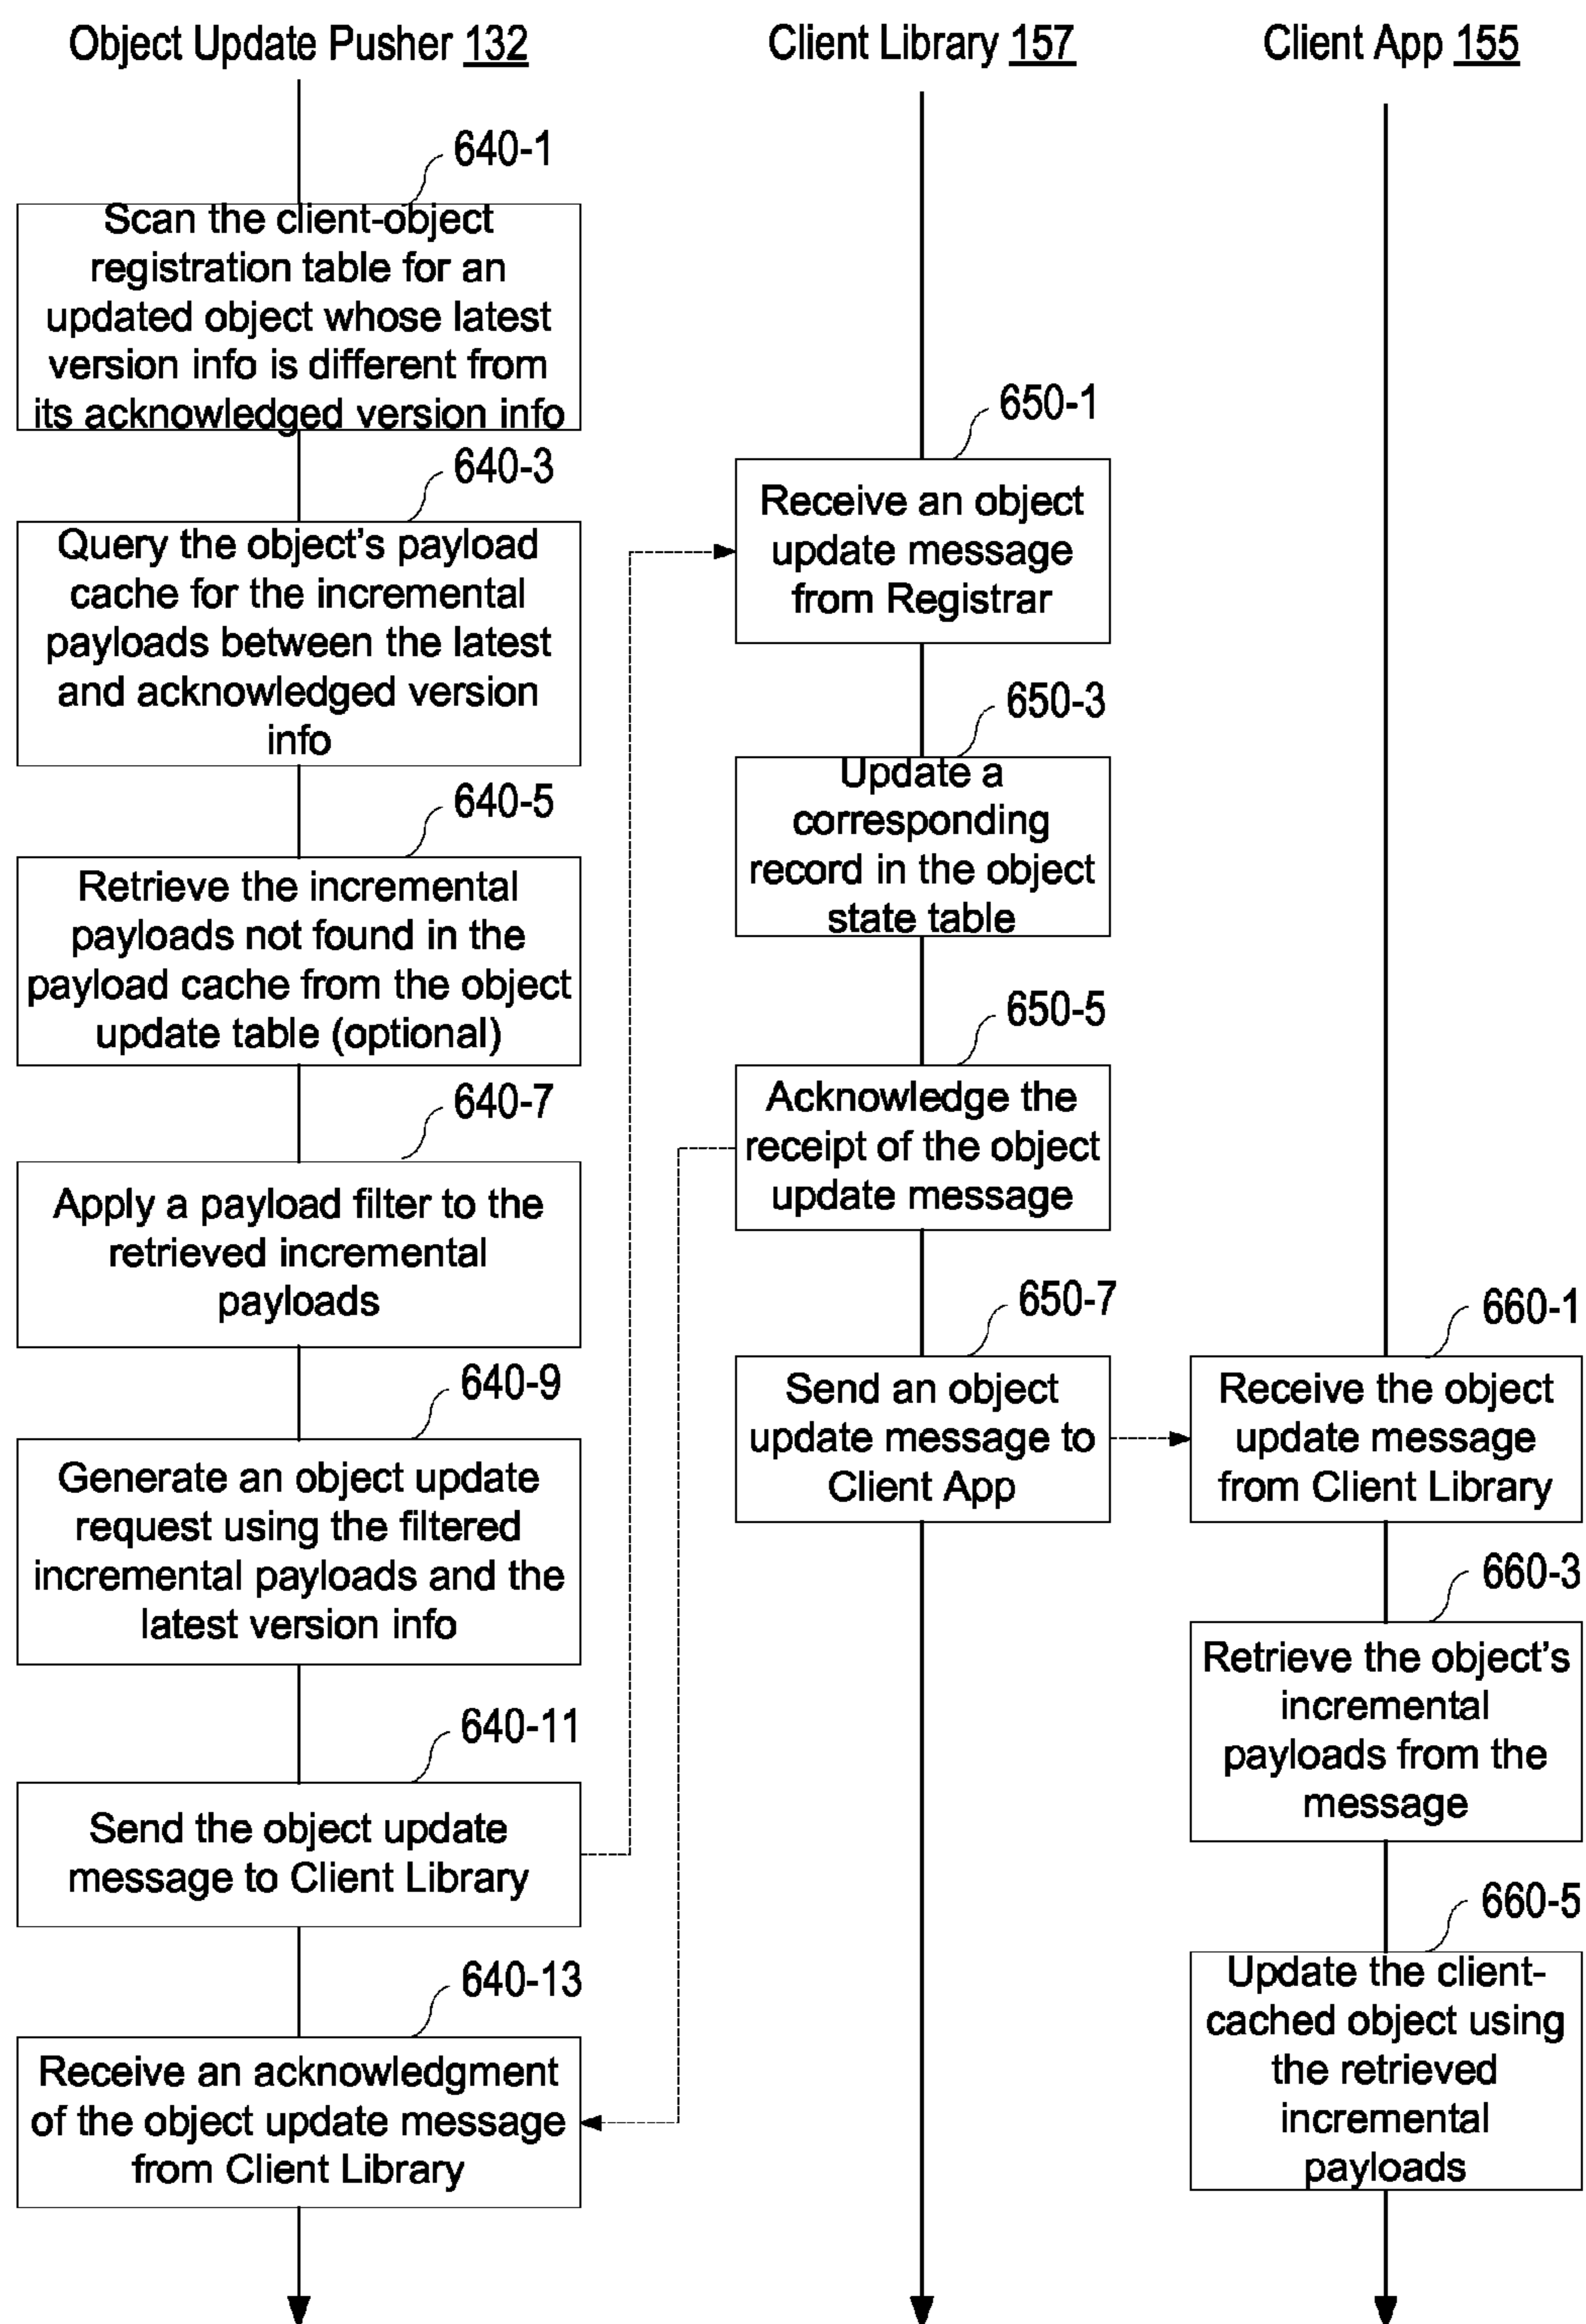 Object Update Pusher 132
Client Library 157
Client App 155
640-1
Scan the client-object
registration table for an
updated object whose latest
version info is different from
its acknowledged version info
640-3
Query the object's payload
cache for the incremental
payloads between the latest
and acknowledged version
info
640-5
Retrieve the incremental
payloads not found in the
payload cache from the object
update table (optional)
640-7
Apply a payload filter to the
retrieved incremental
payloads
640-9
Generate an object update
request using the filtered
incremental payloads and the
latest version info
640-11
Send the object update
message to Client Library
640-13
Receive an acknowledgment
of the object update message
from Client Library
650-1
Receive an object
update message
from Registrar
650-3
Update a
corresponding
record in the object
state table
650-5
Acknowledge the
receipt of the object
update message
650-7
Send an object
update message to
Client App
660-1
Receive the object
update message
from Client Library
660-3
Retrieve the object's
incremental
payloads from the
message
660-5
Update the client-
cached object using
the retrieved
incremental
payloads